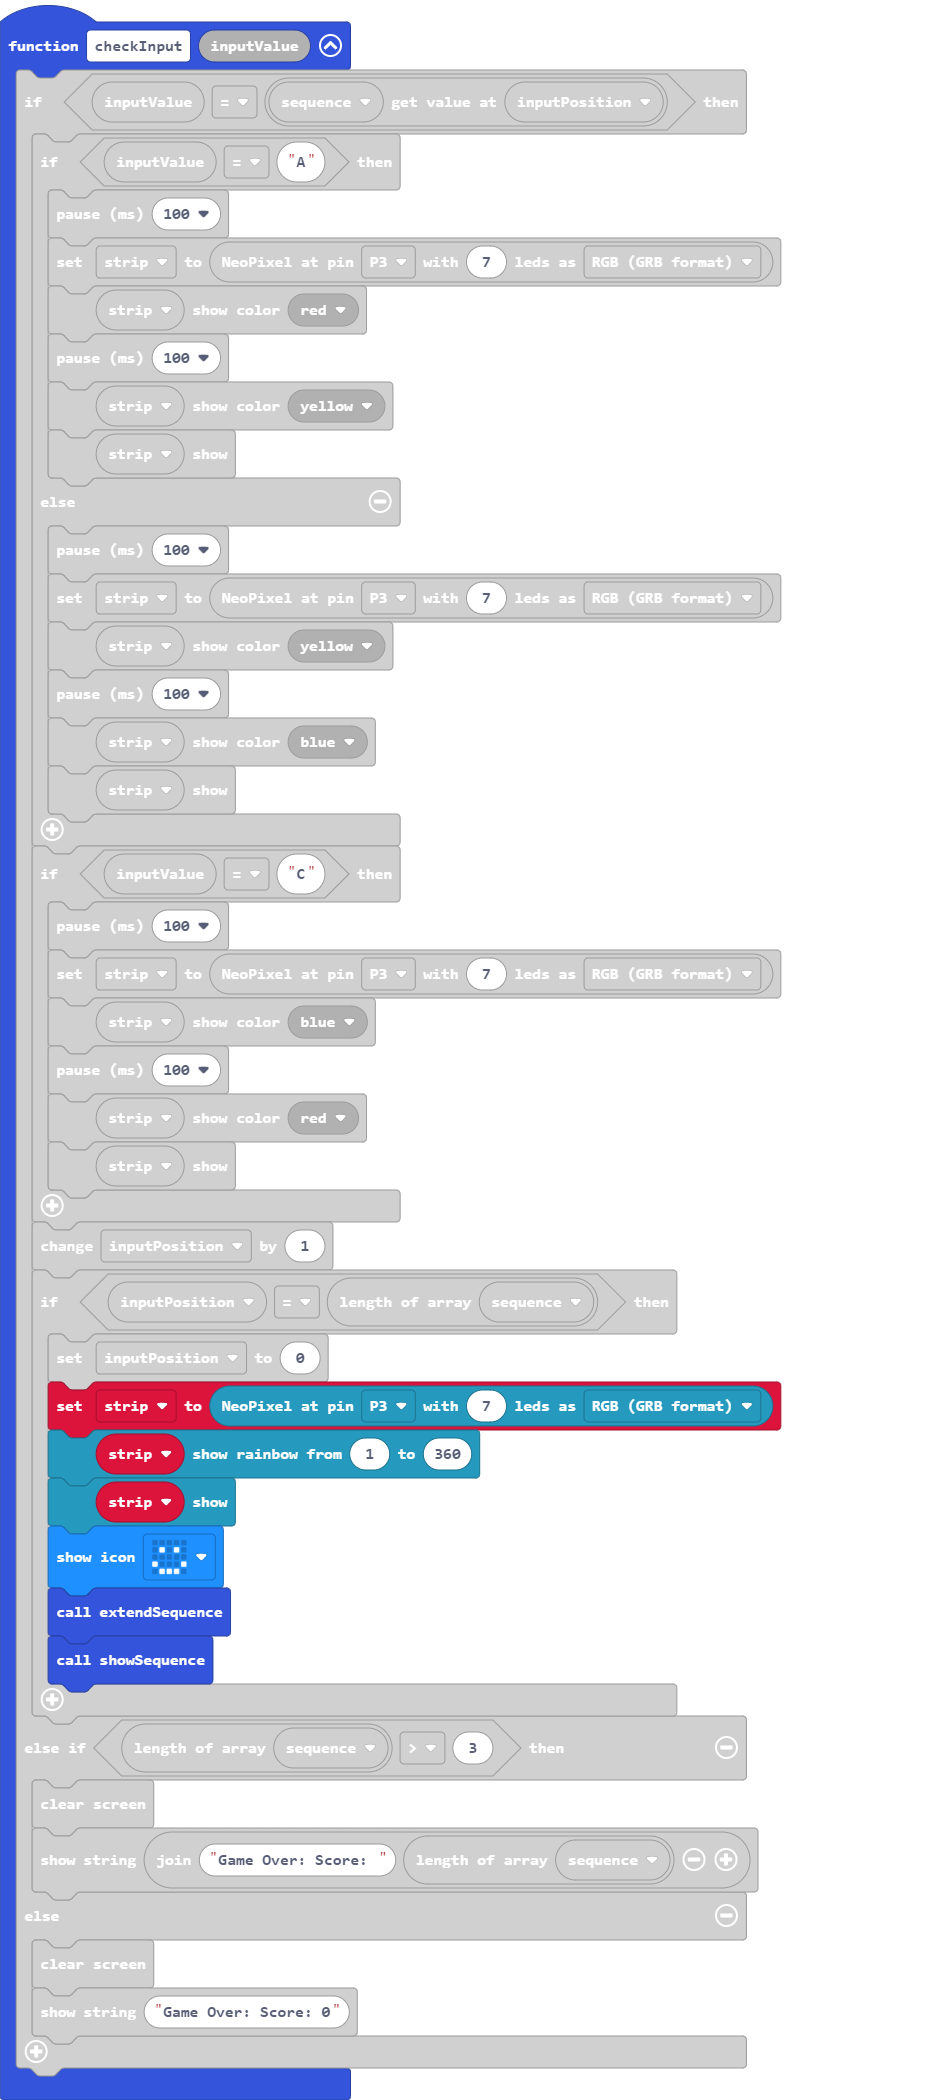 function checkInput inputValue
if inputValue = sequence get value at inputPosition then
if inputValue = "A" then
pause (ms) 100
set strip to NeoPixel at pin P3 with 7 leds as RGB (GRB format)
strip show color red
pause (ms) 100
strip show color yellow
strip show
else
pause (ms) 100
set strip to NeoPixel at pin P3 with 7 leds as RGB (GRB format)
strip show color yellow
pause (ms) 100
strip show color blue
strip show
if inputValue = "C" then
pause (ms) 100
set strip to NeoPixel at pin P3 with 7 leds as RGB (GRB format)
strip show color blue
pause (ms) 100
strip show color red
strip show
change inputPosition by 1
if inputPosition = length of array sequence then
set inputPosition to 0
set strip to NeoPixel at pin P3 with 7 leds as RGB (GRB format)
strip show rainbow from 1 to 360
strip show
show icon
call extendSequence
call showSequence
else if length of array sequence > 3 then
clear screen
show string join "Game Over: Score: " length of array sequence
else
clear screen
show string "Game Over: Score: 0"